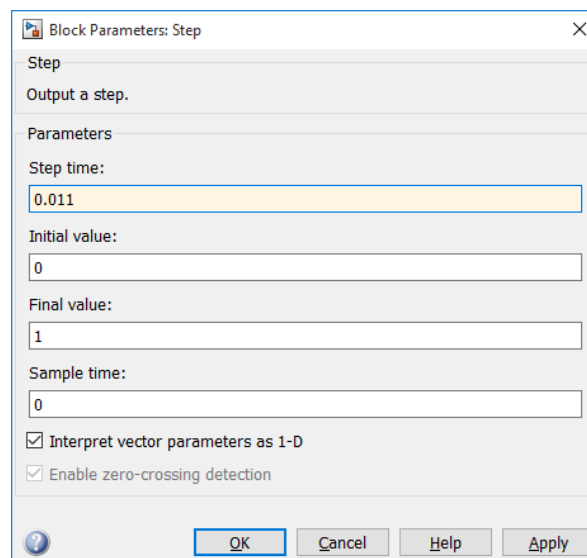 Block Parameters: Step
Step
Output a step.
Parameters
Step time:
0.011
Initial value:
0
Final value:
1
Sample time:
0
Interpret vector parameters as 1-D
Enable zero-crossing detection
?
OK Cancel Help Apply